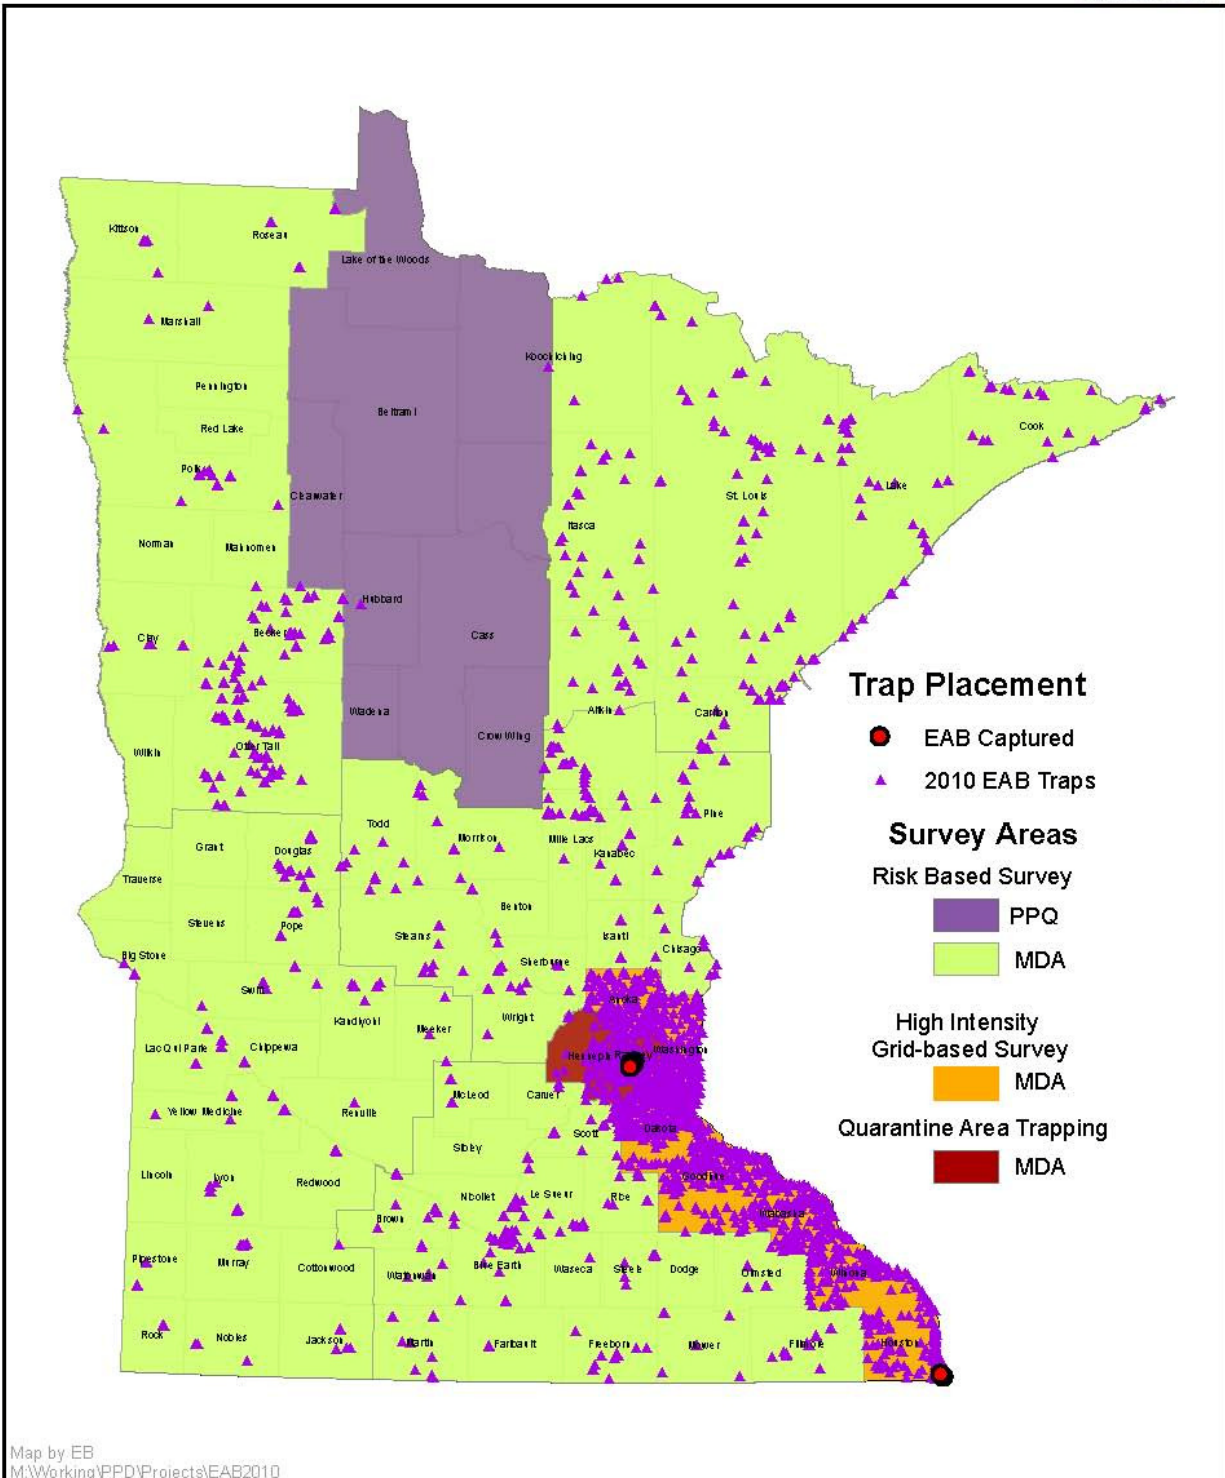 Kittson
Roseau
Lake of the Woods
Marshall
Koochiching
Pennington
Beltrami
Red Lake
Cook
Polk
Clearwater
St. Louis
Lake
Itasca
Norman
Mahnomen
Hubbard
Clay
Becker
Cass
Trap Placement
Wadena
Aitkin
Carlton
Crow Wing
EAB Captured
Wilkin
Otter Tail
2010 EAB Traps
Pine
Todd
Morrison
Mille Lacs
Survey Areas
Grant
Douglas
Kanabec
Traverse
Risk Based Survey
Benton
PPQ
Stevens
Pope
Stearns
Isanti
Chisago
Big Stone
Sherburne
MDA
Swift
Anoka
Kandiyohi
Wright
High Intensity
Meeker
Lac Qui Parle
Chippewa
Hennepin
Ramsey
Washington
Grid-based Survey
MDA
McLeod
Carver
Yellow Medicine
Renville
Quarantine Area Trapping
Scott
Dakota
Sibley
MDA
Lincoln
Lyon
Redwood
Goodhue
Nicollet
Le Sueur
Rice
Brown
Wabasha
Pipestone
Murray
Cottonwood
Watonwan
Blue Earth
Waseca
Steele
Dodge
Olmsted
Winona
Rock
Nobles
Jackson
Martin
Faribault
Freeborn
Mower
Fillmore
Houston
Map by EB
M:\Working\PPD\Projects\EAB2010